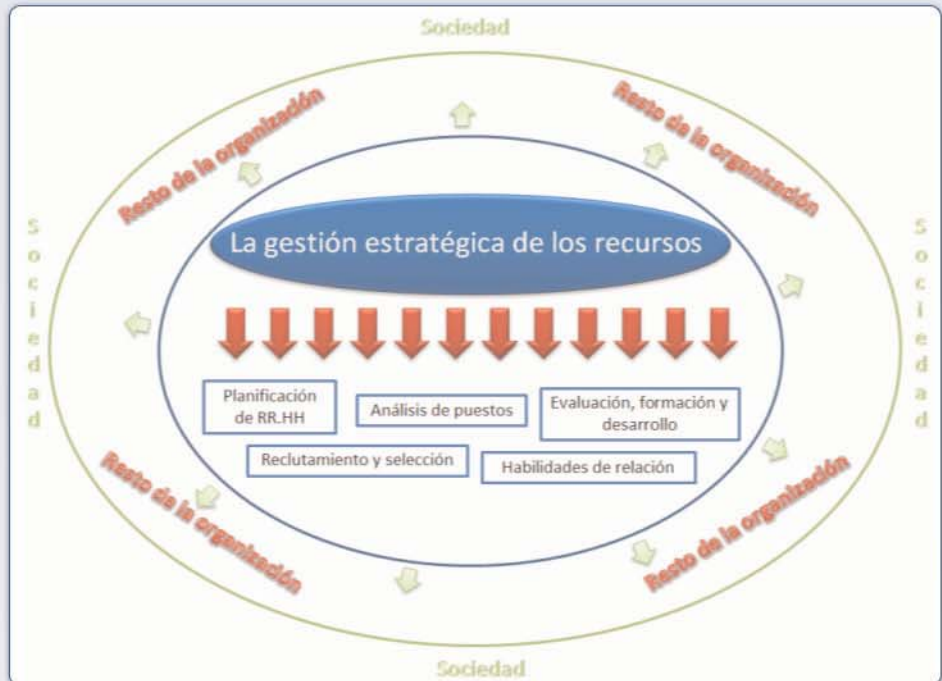 Sociedad
Resto de la organización
Resto de la organización
Sociedad
Sociedad
La gestión estratégica de los recursos
Planificación
de RR.HH
Análisis de puestos
Evaluación, formación y
desarrollo
Reclutamiento y selección
Habilidades de relación
Resto de la organización
Resto de la organización
Sociedad